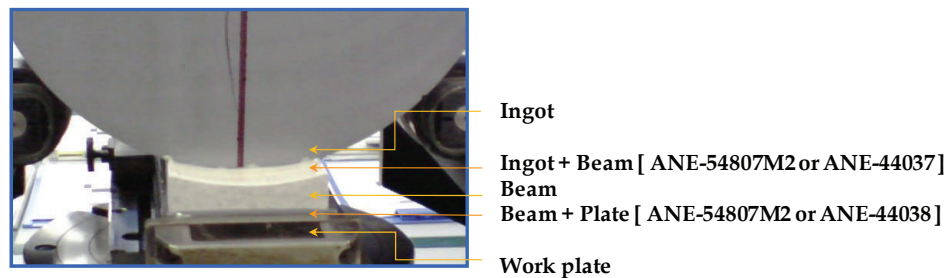 Ingot
Ingot + Beam [ ANE-54807M2 or ANE-44037]
Beam
Beam + Plate [ ANE-54807M2 or ANE-44038]
Work plate